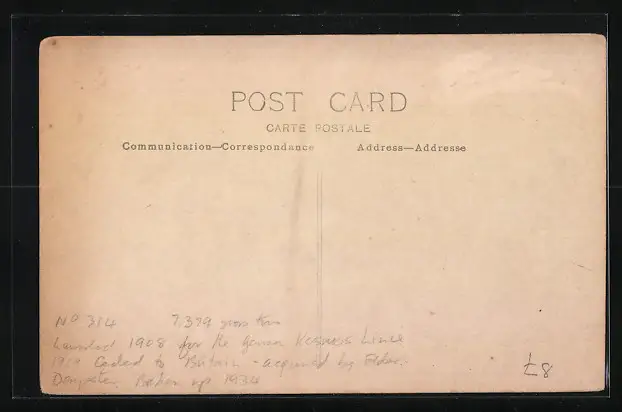 POST CARD
CARTE POSTALE
Communication—Correspondance Address—Addresse
No 314 7,399 gross tons
Launched 1908 for the German Kosmos Line
1919 Ceded to Britain - acquired by Elder
Dempster Broken up 1934
£8